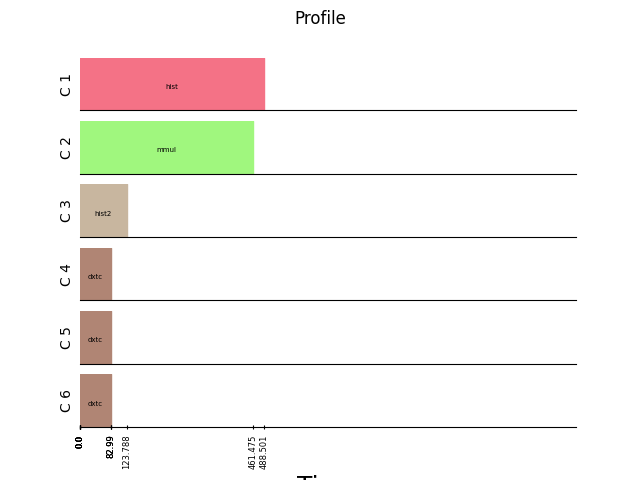 Profile
C 1
hist
C 2
mmul
C 3
hist2
C 4
dxtc
C 5
dxtc
C 6
dxtc
0.0
82.99
123.788
461.475
488.501